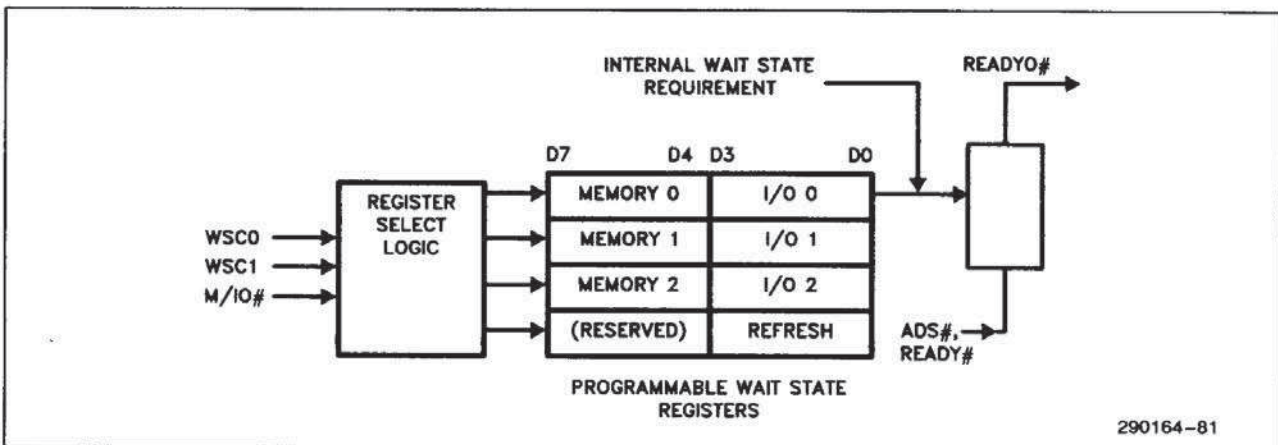 INTERNAL WAIT STATE
REQUIREMENT
READYO#
D7 D4 D3 D0
REGISTER
SELECT
LOGIC
WSC0
WSC1
M/IO#
MEMORY 0 I/O 0
MEMORY 1 I/O 1
MEMORY 2 I/O 2
(RESERVED) REFRESH
ADS#,
READY#
PROGRAMMABLE WAIT STATE
REGISTERS
290164-81